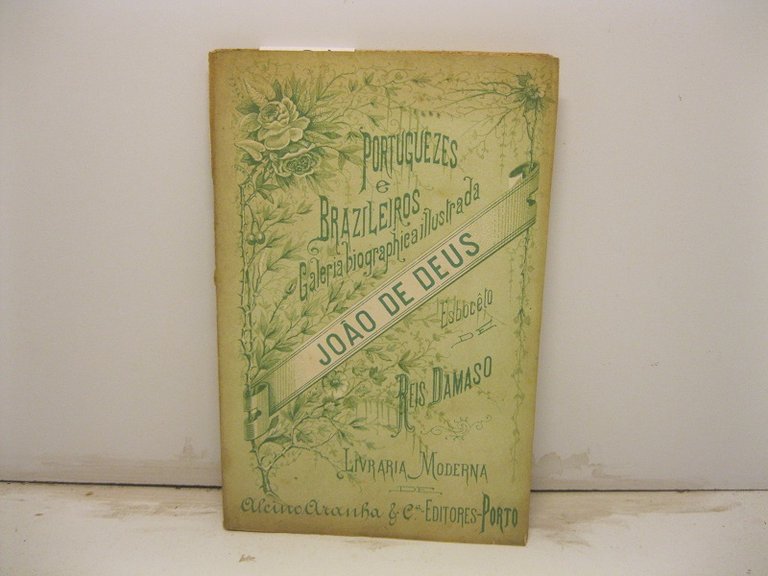 PORTUGUEZES
e
BRAZILEIROS
Galeria biographica illustrada
JOÃO DE DEUS
Esbocêto
DE
REIS DAMASO
LIVRARIA MODERNA
DE
Alcino Aranha & Cª EDITORES-PORTO